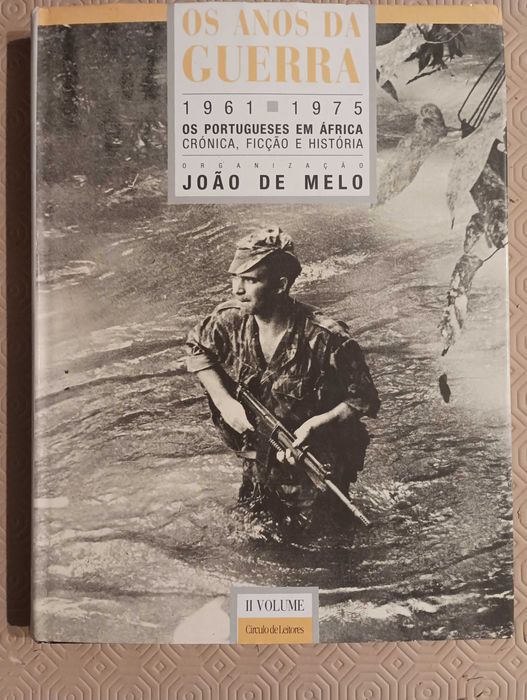 OS ANOS DA
GUERRA
1961 ■ 1975
OS PORTUGUESES EM ÁFRICA
CRÓNICA, FICÇÃO E HISTÓRIA
ORGANIZAÇÃO
JOÃO DE MELO
II VOLUME
Círculo de Leitores